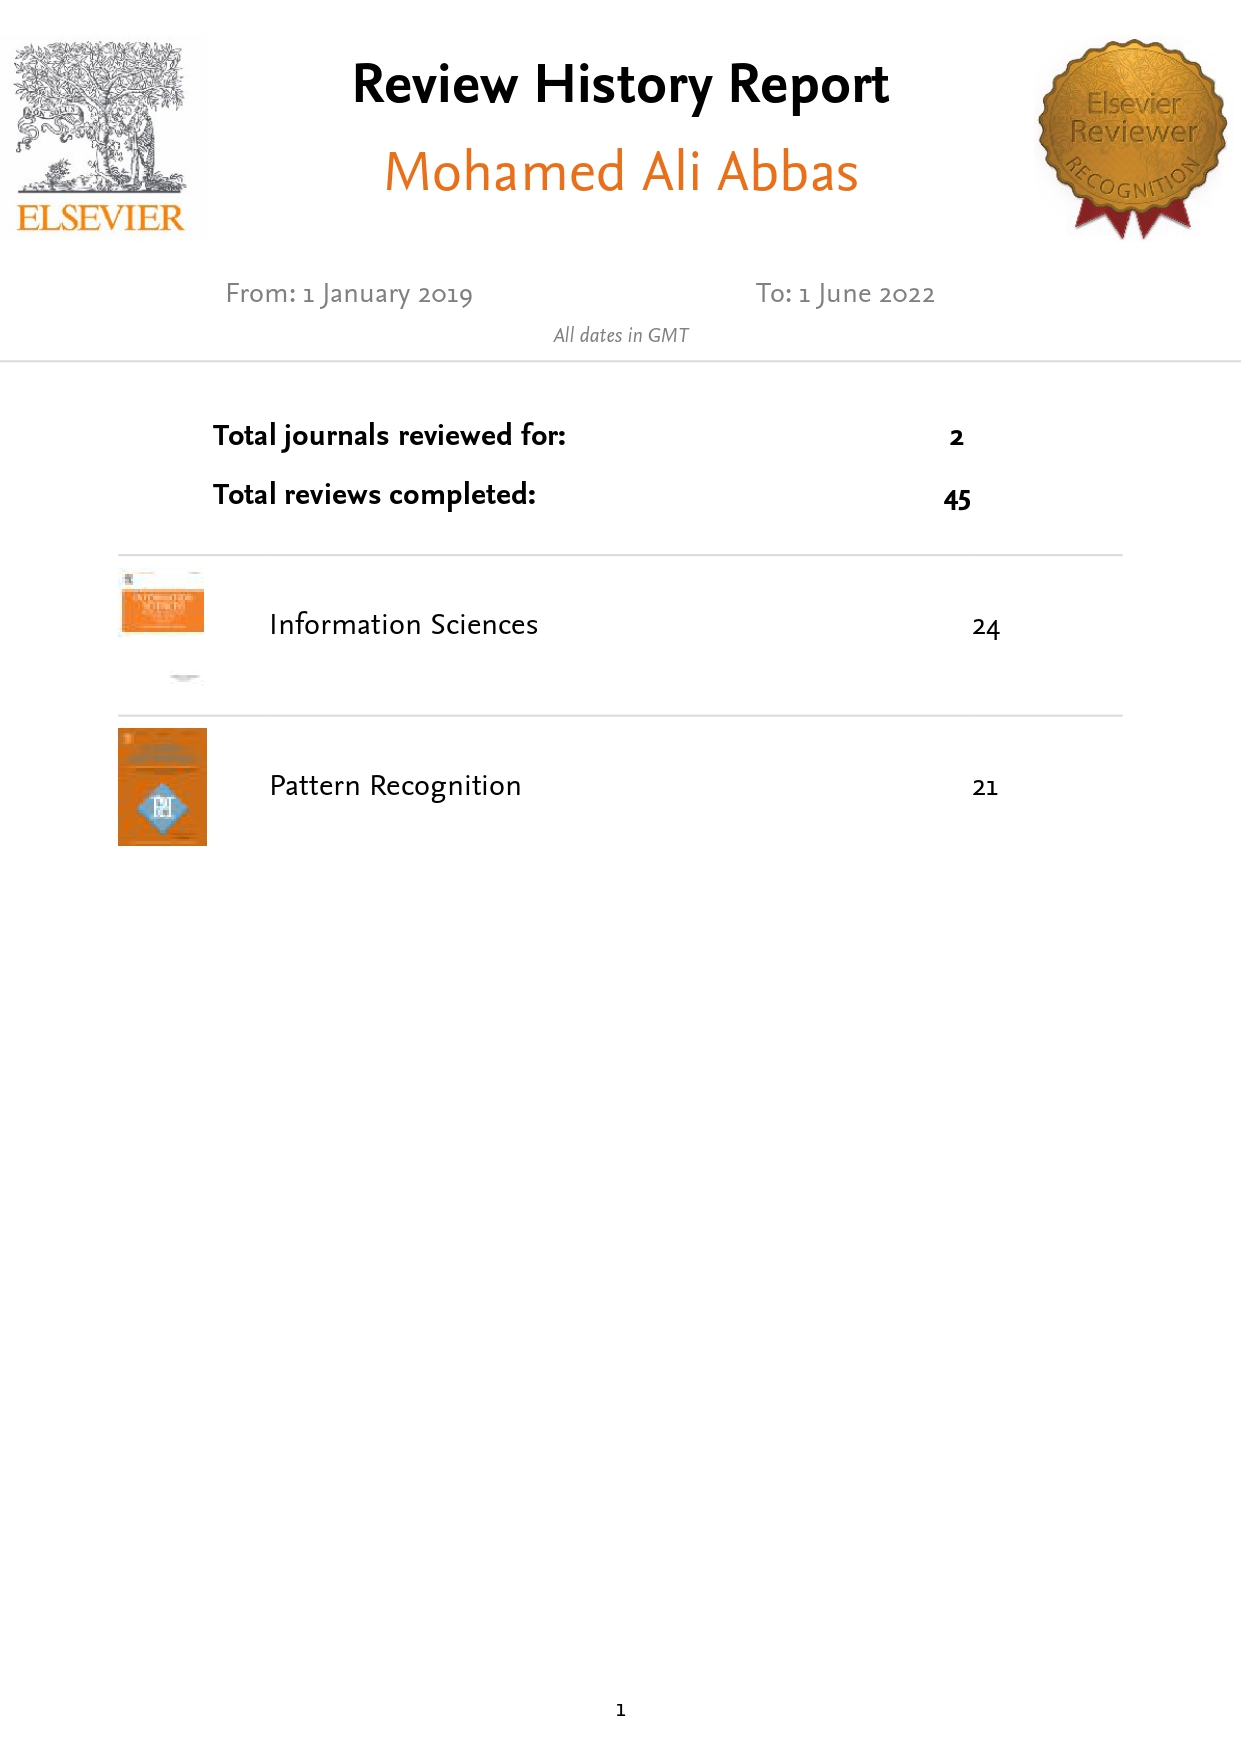 Review History Report
Mohamed Ali Abbas
ELSEVIER
Elsevier
Reviewer
RECOGNITION
From: 1 January 2019 To: 1 June 2022
All dates in GMT
Total journals reviewed for: 2
Total reviews completed: 45
Information Sciences 24
Pattern Recognition 21
1